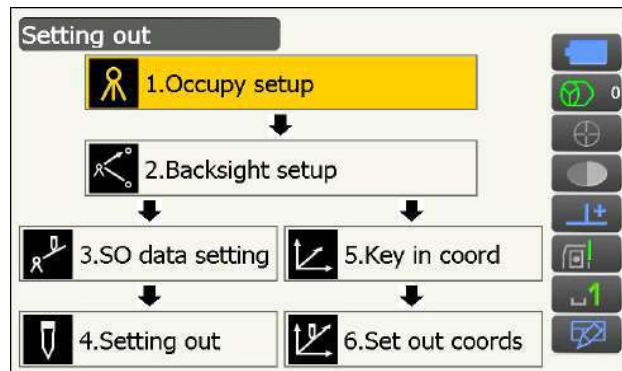 Setting out
1.Occupy setup
0
2.Backsight setup
3.SO data setting
5.Key in coord
1
4.Setting out
6.Set out coords